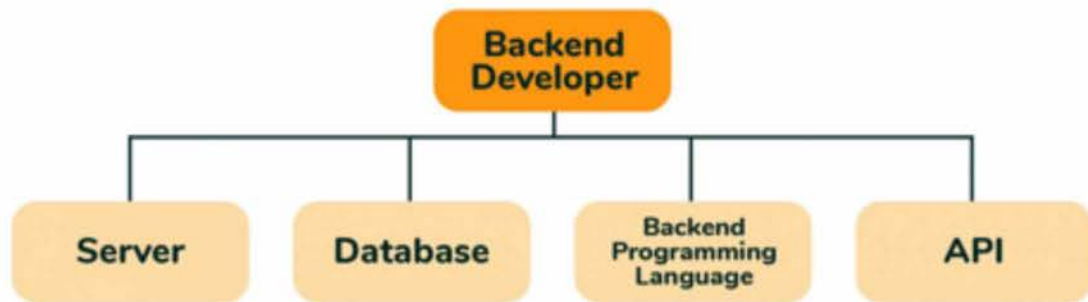 Backend
Developer
Server
Database
Backend
Programming
Language
API